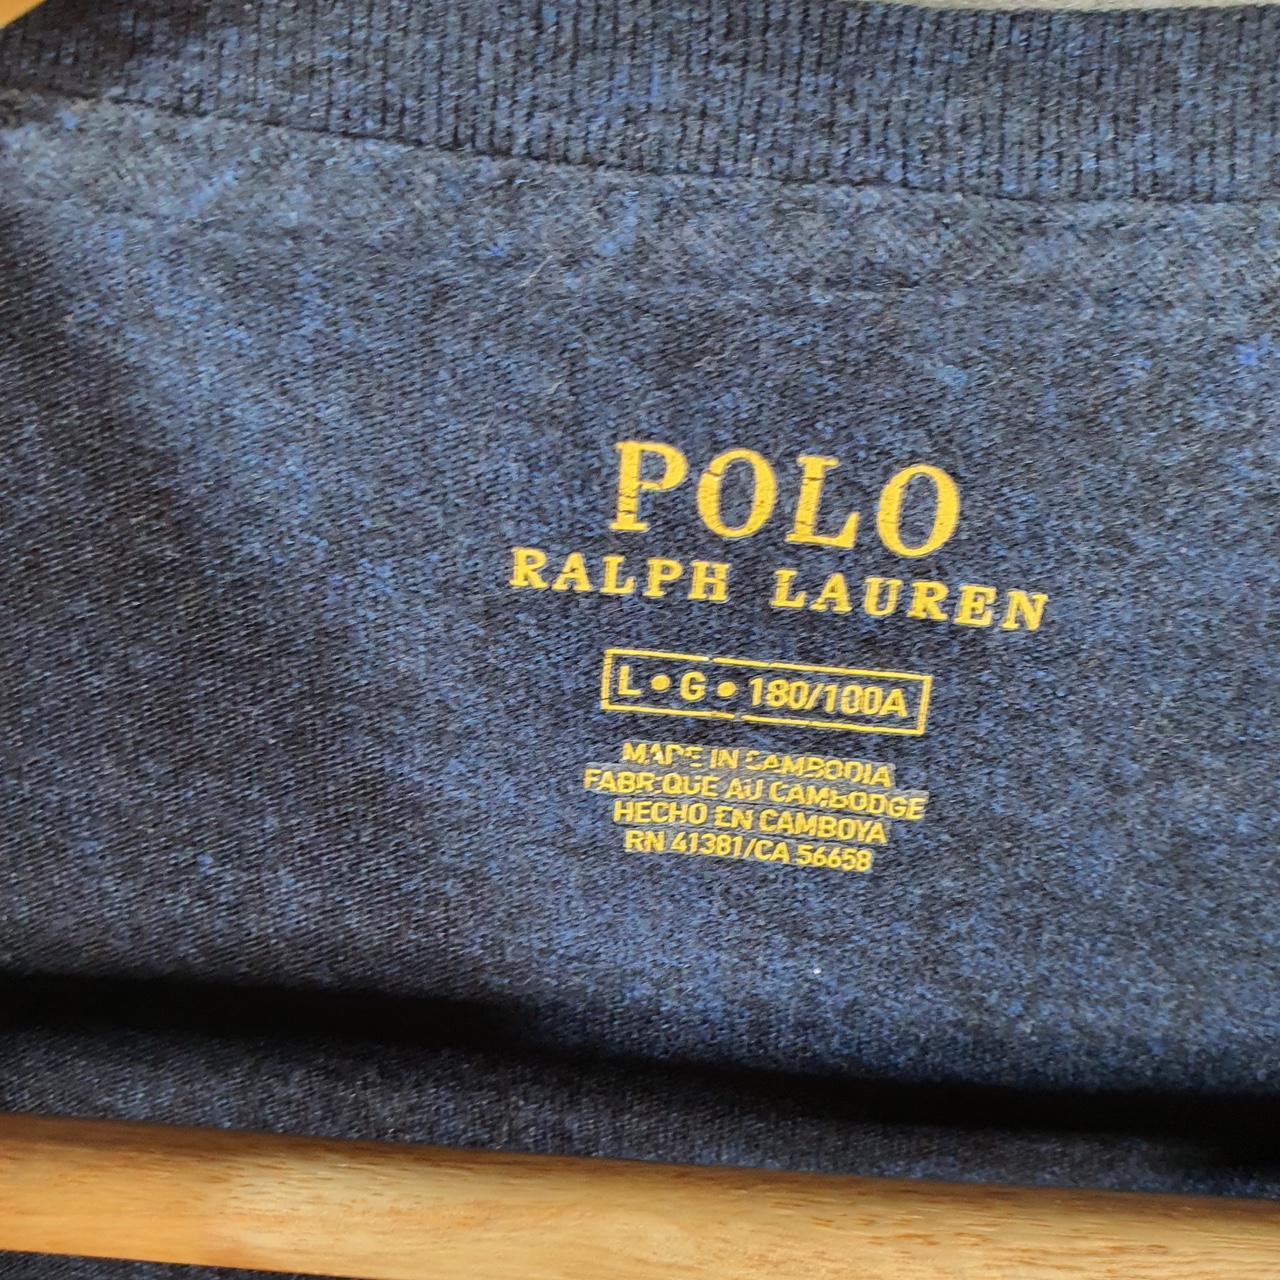 POLO
RALPH LAUREN
L • G • 180/100A
MADE IN CAMBODIA
FABRIQUE AU CAMBODGE
HECHO EN CAMBOYA
RN 41381/CA 56658